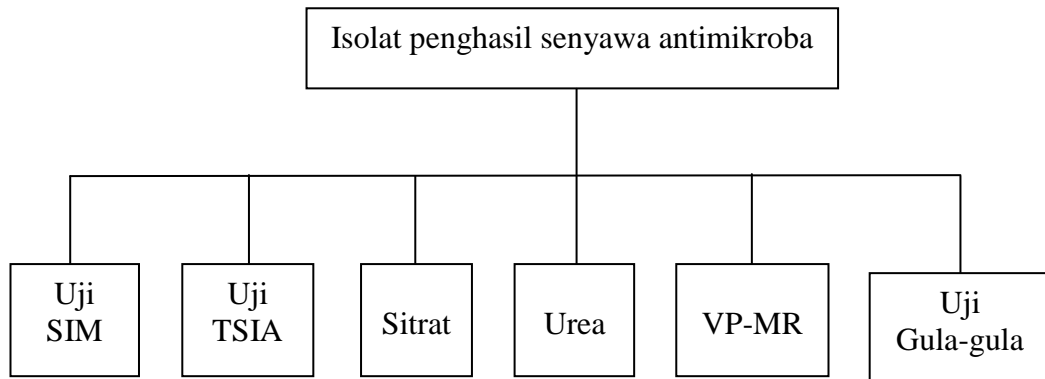 Isolat penghasil senyawa antimikroba
Uji
SIM
Uji
TSIA
Sitrat
Urea
VP-MR
Uji
Gula-gula